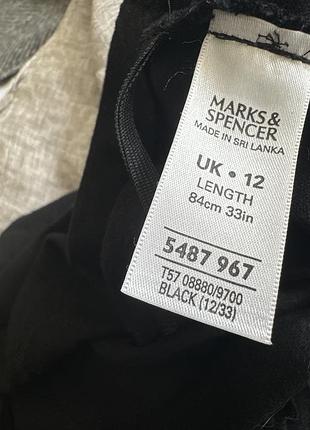 MARKS&
SPENCER
MADE IN SRI LANKA
UK • 12
LENGTH
84cm 33in
5487 967
T57 08880/9700
BLACK (12/33)